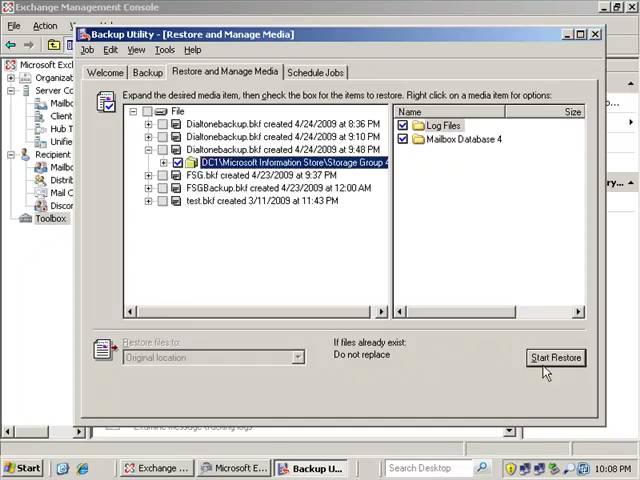 Exchange Management Console
File Action
Backup Utility - [Restore and Manage Media]
Job Edit View Tools Help
Welcome Backup Restore and Manage Media Schedule Jobs
Expand the desired media item, then check the box for the items to restore. Right click on a media item for options:
File
Dialtonebackup.bkf created 4/24/2009 at 8:36 PM
Dialtonebackup.bkf created 4/24/2009 at 9:10 PM
Dialtonebackup.bkf created 4/24/2009 at 9:48 PM
DC1\Microsoft Information Store\Storage Group 4
FSG.bkf created 4/23/2009 at 9:37 PM
FSGBackup.bkf created 4/23/2009 at 12:00 AM
test.bkf created 3/11/2009 at 11:43 PM
Name Size
Log Files
Mailbox Database 4
Microsoft Exc
Organizat
Server Co
Mailbo
Client
Hub T
Unifie
Recipient
Mailbo
Distrib
Mail C
Discor
Toolbox
ry...
Restore files to:
Original location
If files already exist:
Do not replace
Start Restore
Examine message tracking logs
Start Exchange ... Microsoft E... Backup U... Search Desktop 10:08 PM